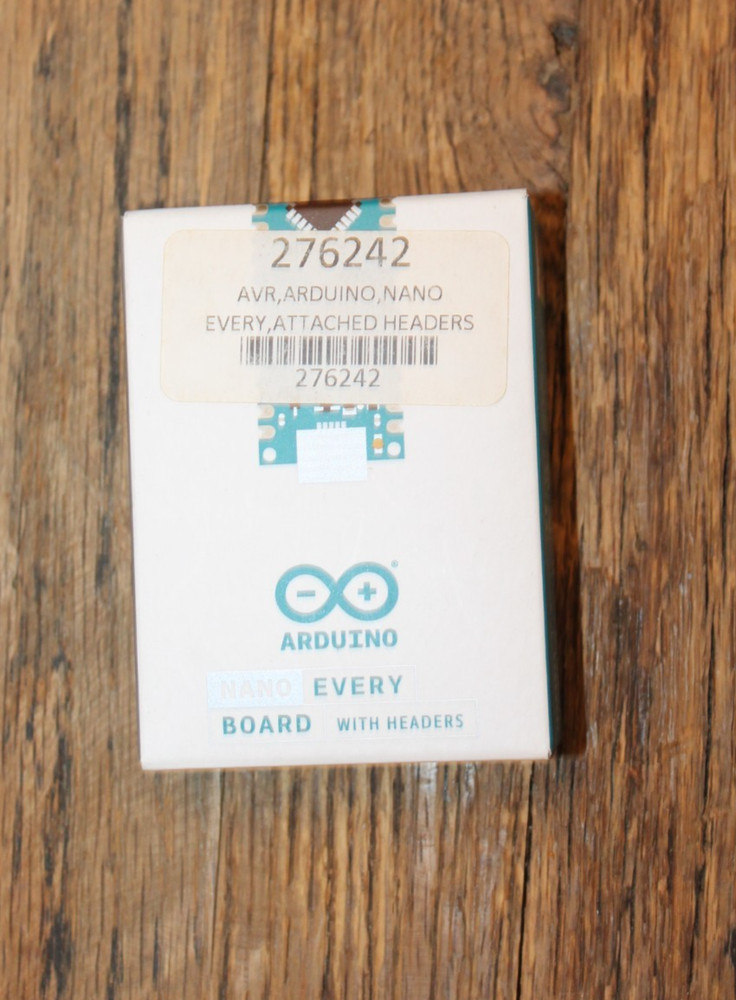 276242
AVR,ARDUINO,NANO
EVERY,ATTACHED HEADERS
276242
ARDUINO
NANO EVERY
BOARD WITH HEADERS